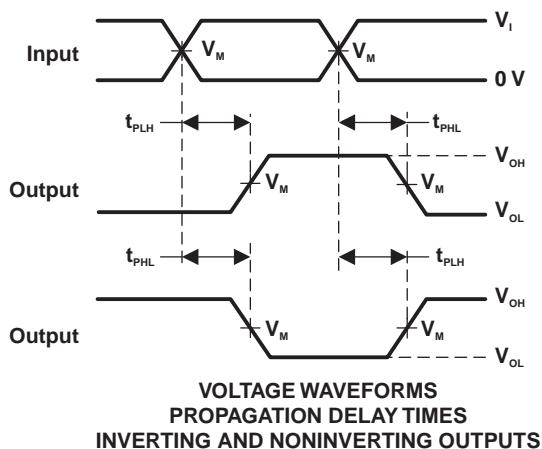 V_I
Input V_M V_M
0 V
t_PLH t_PHL
V_OH
Output V_M V_M
V_OL
t_PHL t_PLH
V_OH
Output V_M V_M
V_OL
VOLTAGE WAVEFORMS
PROPAGATION DELAY TIMES
INVERTING AND NONINVERTING OUTPUTS